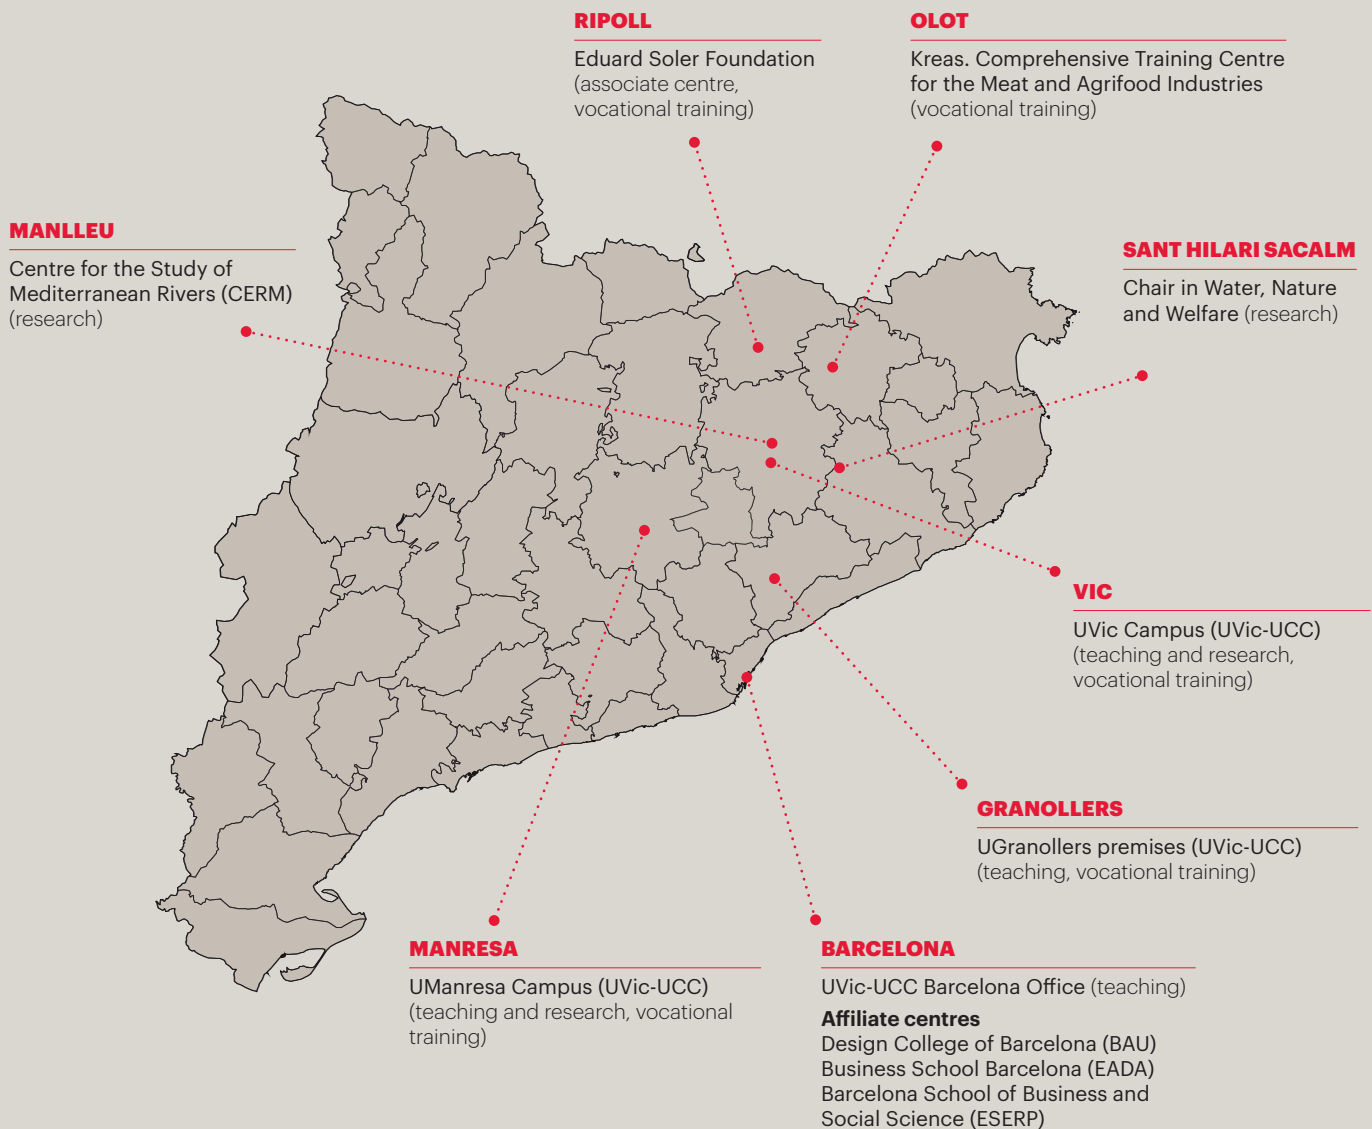 RIPOLL
Eduard Soler Foundation
(associate centre,
vocational training)
OLOT
Kreas. Comprehensive Training Centre
for the Meat and Agrifood Industries
(vocational training)
MANLLEU
Centre for the Study of
Mediterranean Rivers (CERM)
(research)
SANT HILARI SACALM
Chair in Water, Nature
and Welfare (research)
VIC
UVic Campus (UVic-UCC)
(teaching and research,
vocational training)
GRANOLLERS
UGranollers premises (UVic-UCC)
(teaching, vocational training)
MANRESA
UManresa Campus (UVic-UCC)
(teaching and research, vocational
training)
BARCELONA
UVic-UCC Barcelona Office (teaching)
Affiliate centres
Design College of Barcelona (BAU)
Business School Barcelona (EADA)
Barcelona School of Business and
Social Science (ESERP)